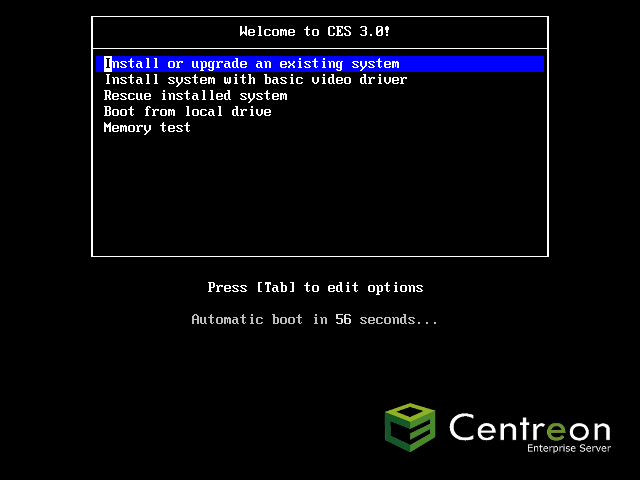 Welcome to CES 3.0!
Install or upgrade an existing system
Install system with basic video driver
Rescue installed system
Boot from local drive
Memory test
Press [Tab] to edit options
Automatic boot in 56 seconds...
Centreon
Enterprise Server